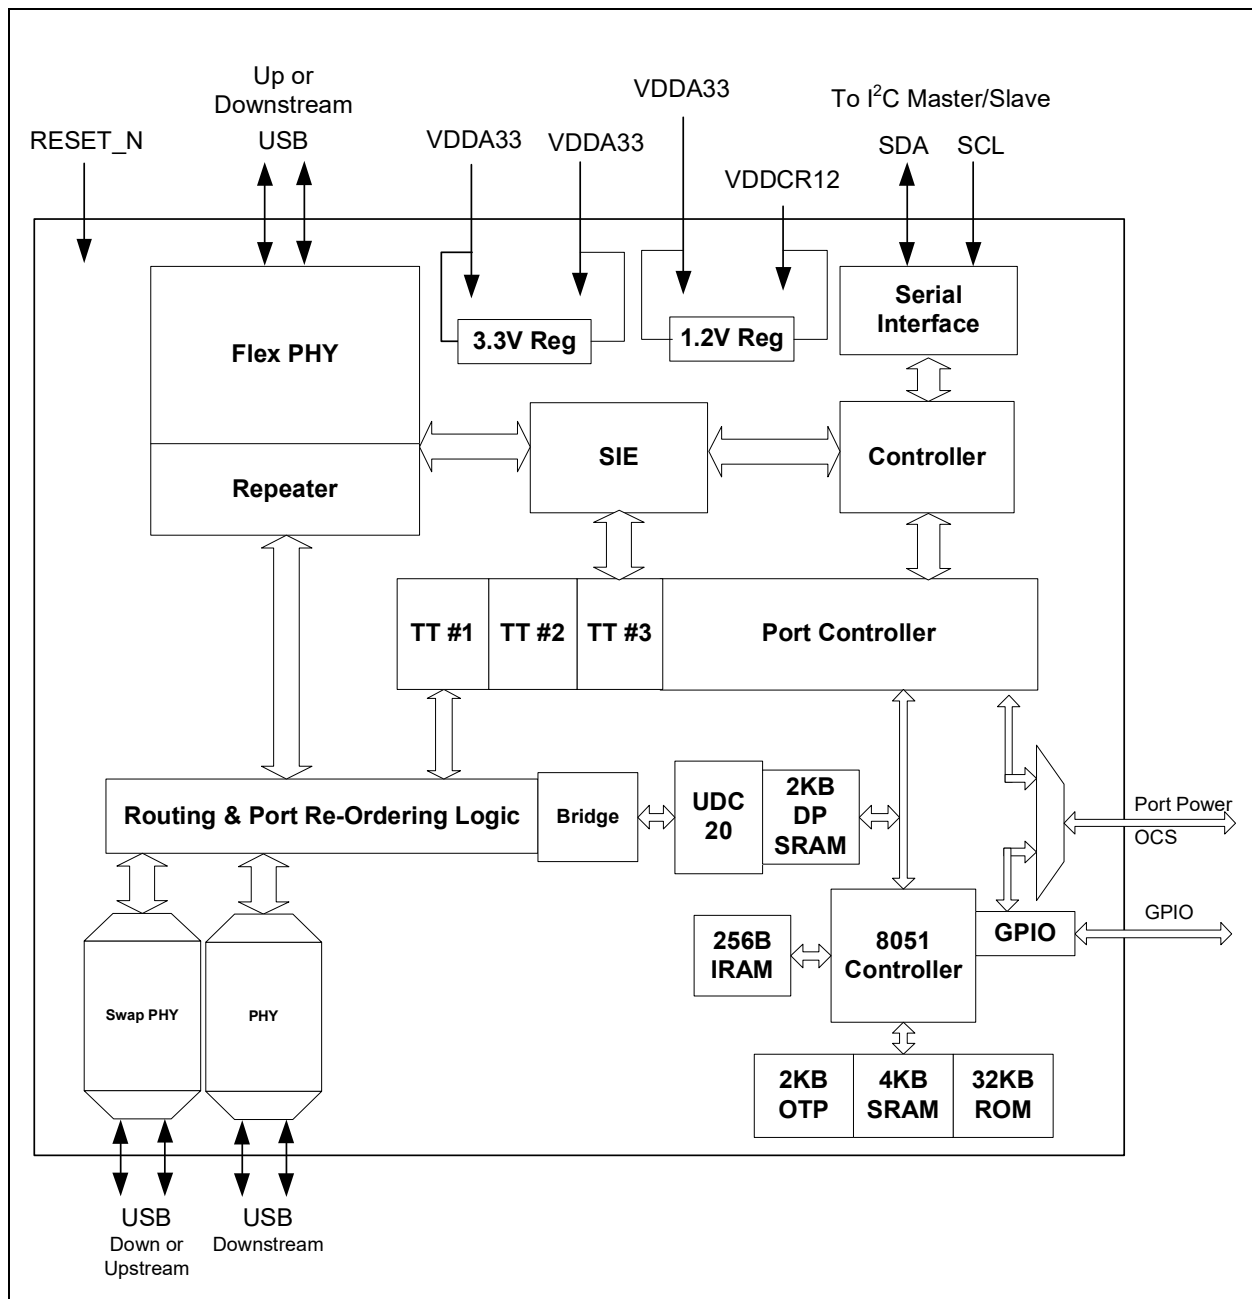 Up or
Downstream
USB
RESET_N
VDDA33
VDDA33
VDDA33
VDDCR12
To I²C Master/Slave
SDA
SCL
Flex PHY
3.3V Reg
1.2V Reg
Serial
Interface
Repeater
SIE
Controller
TT #1
TT #2
TT #3
Port Controller
Routing & Port Re-Ordering Logic
Bridge
UDC
20
2KB
DP
SRAM
Port Power
OCS
GPIO
256B
IRAM
8051
Controller
GPIO
Swap PHY
PHY
2KB
OTP
4KB
SRAM
32KB
ROM
USB
Down or
Upstream
USB
Downstream